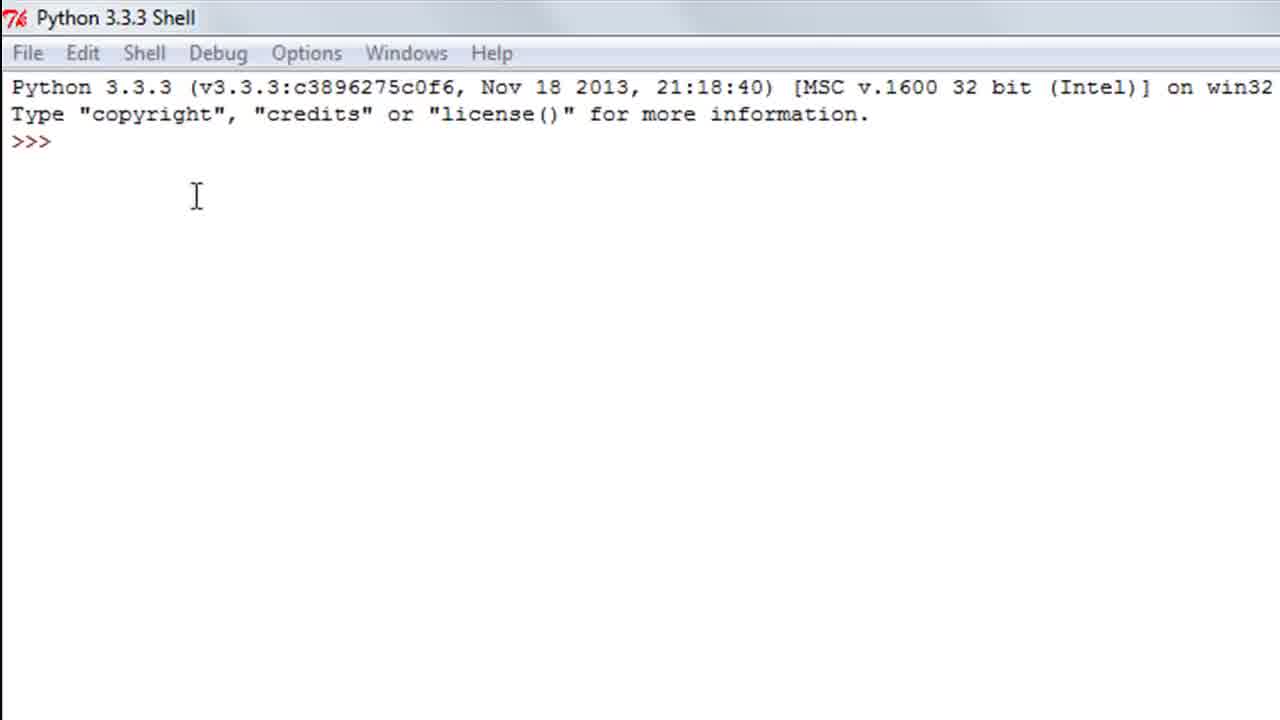 Python 3.3.3 Shell
File Edit Shell Debug Options Windows Help
Python 3.3.3 (v3.3.3:c3896275c0f6, Nov 18 2013, 21:18:40) [MSC v.1600 32 bit (Intel)] on win32
Type "copyright", "credits" or "license()" for more information.
>>>